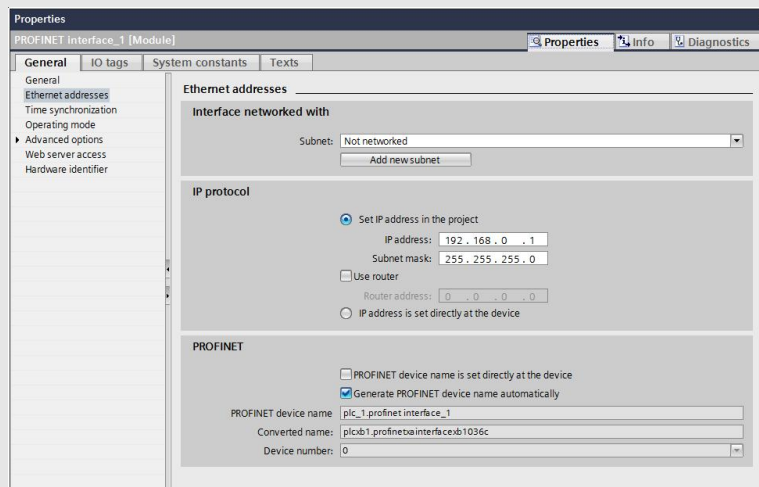 Properties
PROFINET Interface_1 [Module]
Properties
Info
Diagnostics
General
IO tags
System constants
Texts
General
Ethernet addresses
Time synchronization
Operating mode
Advanced options
Web server access
Hardware identifier
Ethernet addresses
Interface networked with
Subnet: Not networked
Add new subnet
IP protocol
Set IP address in the project
IP address: 192 . 168 . 0 . 1
Subnet mask: 255 . 255 . 255 . 0
Use router
Router address: 0 . 0 . 0 . 0
IP address is set directly at the device
PROFINET
PROFINET device name is set directly at the device
Generate PROFINET device name automatically
PROFINET device name plc_1.profinet interface_1
Converted name: plcxb1.profinetxainterfacexb1036c
Device number: 0